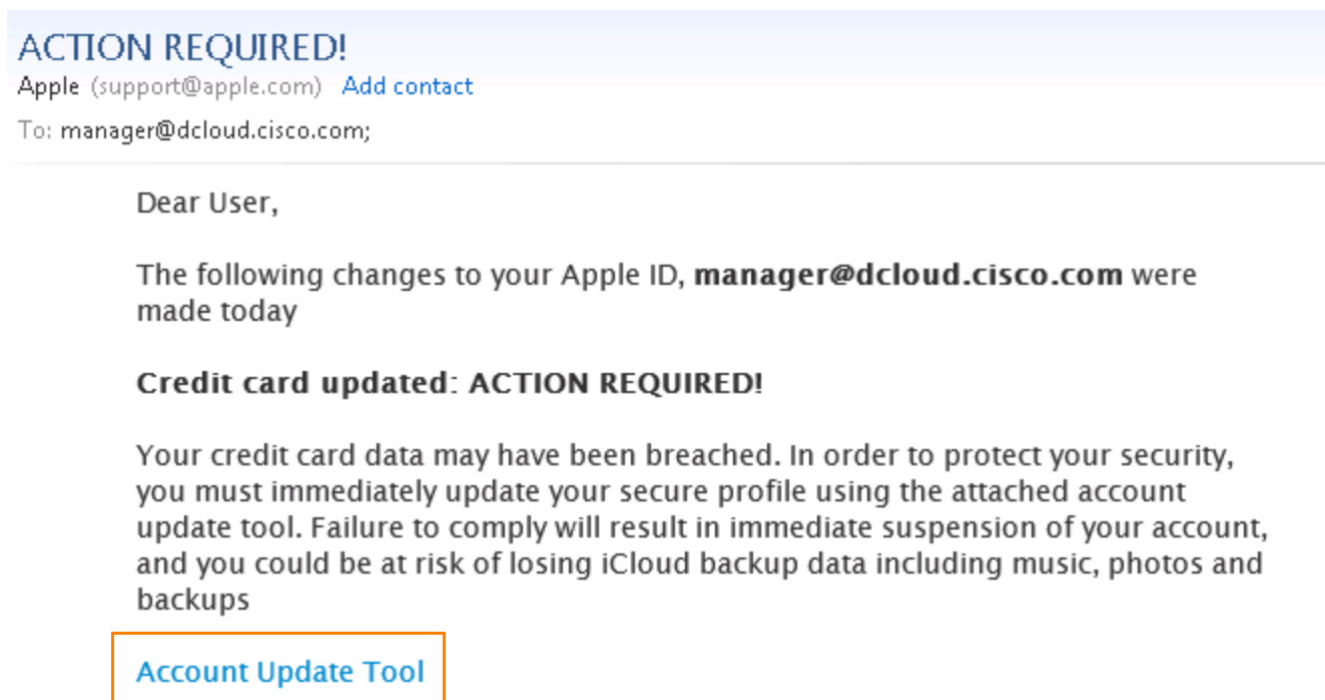 ACTION REQUIRED!
Apple (support@apple.com) Add contact
To: manager@dcloud.cisco.com;
Dear User,
The following changes to your Apple ID, manager@dcloud.cisco.com were
made today
Credit card updated: ACTION REQUIRED!
Your credit card data may have been breached. In order to protect your security,
you must immediately update your secure profile using the attached account
update tool. Failure to comply will result in immediate suspension of your account,
and you could be at risk of losing iCloud backup data including music, photos and
backups
Account Update Tool